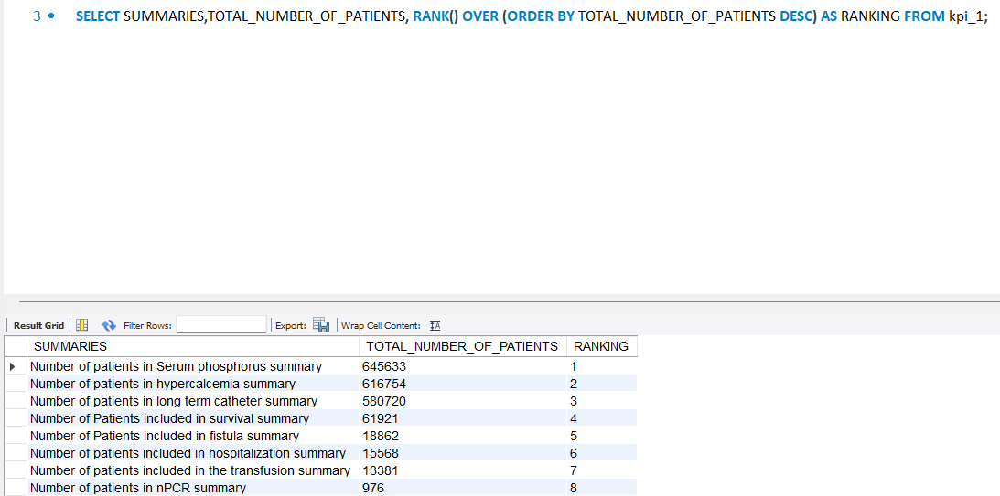 3 SELECT SUMMARIES,TOTAL_NUMBER_OF_PATIENTS, RANK() OVER (ORDER BY TOTAL_NUMBER_OF_PATIENTS DESC) AS RANKING FROM kpi_1;
Result Grid Filter Rows: Export: Wrap Cell Content: IA
SUMMARIES TOTAL_NUMBER_OF_PATIENTS RANKING
Number of patients in Serum phosphorus summary 645633 1
Number of patients in hypercalcemia summary 616754 2
Number of patients in long term catheter summary 580720 3
Number of Patients included in survival summary 61921 4
Number of Patients included in fistula summary 18862 5
Number of patients included in hospitalization summary 15568 6
Number of patients included in the transfusion summary 13381 7
Number of patients in nPCR summary 976 8